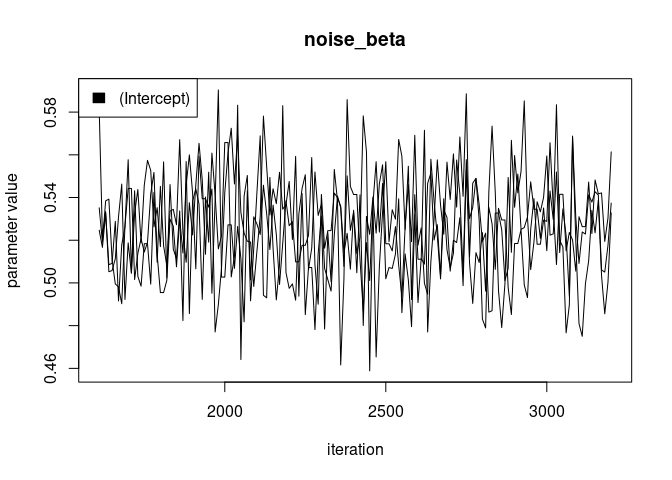 noise_beta
(Intercept)
parameter value
0.58
0.54
0.50
0.46
2000 2500 3000
iteration